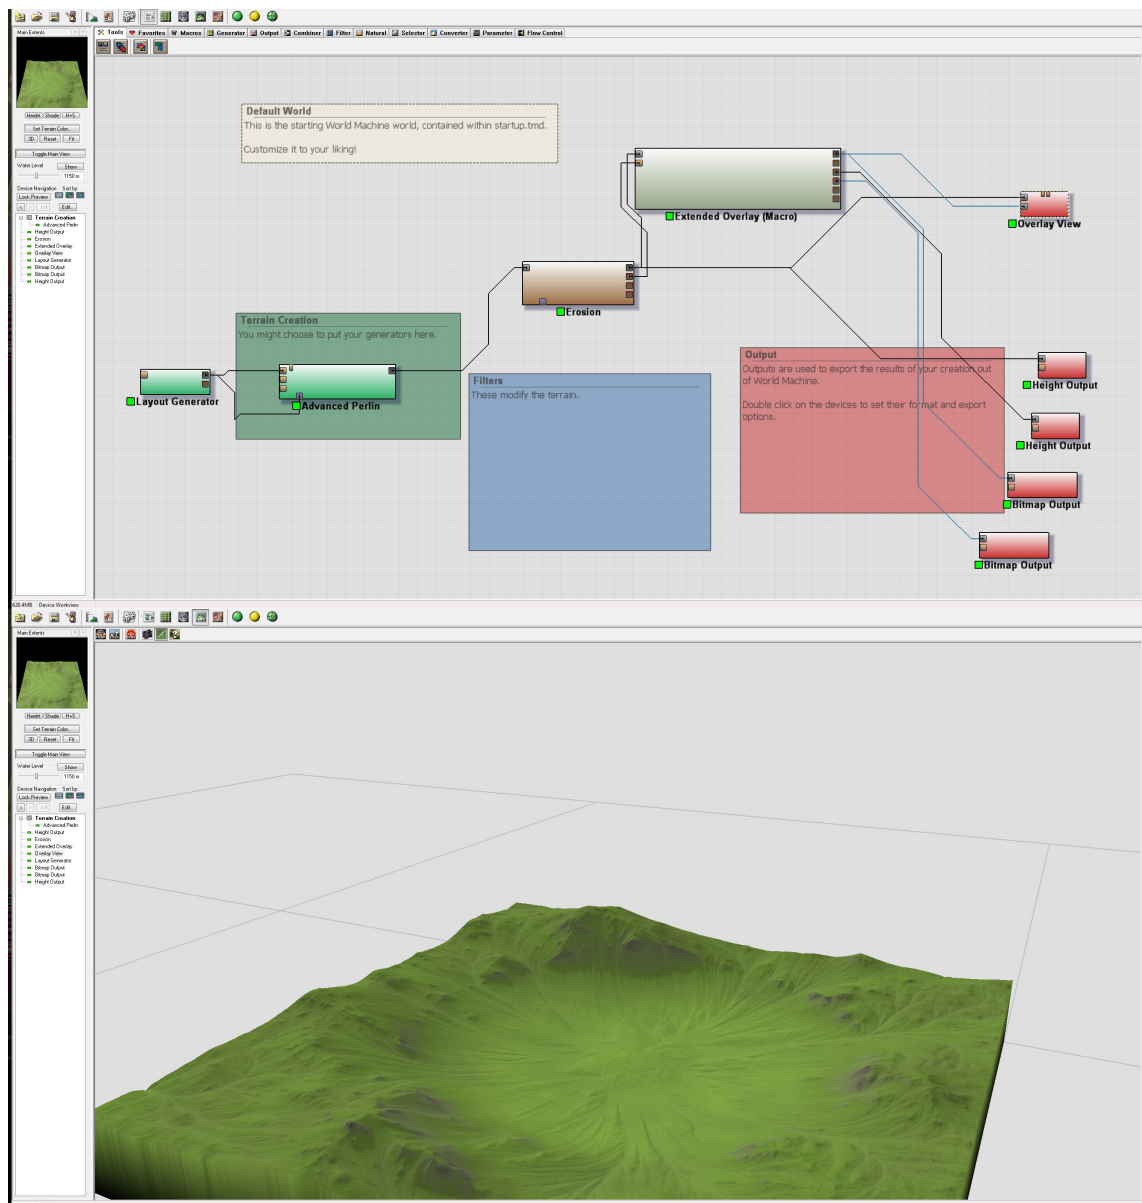 Main Extents
Tools Favorites Macros Generator Output Combiner Filter Natural Selector Converter Parameter Flow Control
Height Shade H+S
Set Terrain Color...
3D Reset Fit
Toggle Main View
Water Level Show
1150 m
Device Navigation Sort by:
Lock Preview
Edit...
Terrain Creation
Advanced Perlin
Height Output
Erosion
Extended Overlay
Overlay View
Layout Generator
Bitmap Output
Bitmap Output
Height Output
Default World
This is the starting World Machine world, contained within startup.tmd.
Customize it to your liking!
Extended Overlay (Macro)
Overlay View
Erosion
Terrain Creation
You might choose to put your generators here.
Layout Generator
Advanced Perlin
Filters
These modify the terrain.
Output
Outputs are used to export the results of your creation out
of World Machine.
Double click on the devices to set their format and export
options.
Height Output
Height Output
Bitmap Output
Bitmap Output
620.4MB Device Workview
Main Extents
Height Shade H+S
Set Terrain Color...
3D Reset Fit
Toggle Main View
Water Level Show
1150 m
Device Navigation Sort by:
Lock Preview
Edit...
Terrain Creation
Advanced Perlin
Height Output
Erosion
Extended Overlay
Overlay View
Layout Generator
Bitmap Output
Bitmap Output
Height Output